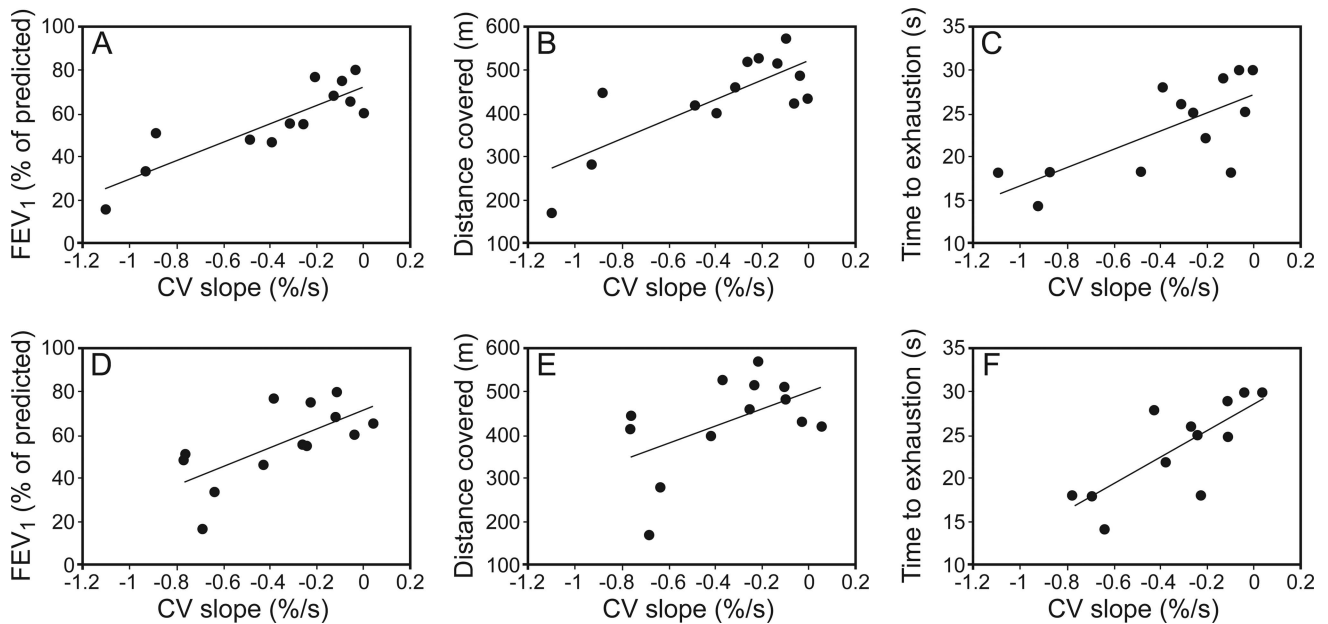 A
FEV1 (% of predicted)
100
80
60
40
20
0
-1.2 -1 -0.8 -0.6 -0.4 -0.2 0 0.2
CV slope (%/s)
B
Distance covered (m)
600
500
400
300
200
100
-1.2 -1 -0.8 -0.6 -0.4 -0.2 0 0.2
CV slope (%/s)
C
Time to exhaustion (s)
35
30
25
20
15
10
-1.2 -1 -0.8 -0.6 -0.4 -0.2 0 0.2
CV slope (%/s)
D
FEV1 (% of predicted)
100
80
60
40
20
0
-1.2 -1 -0.8 -0.6 -0.4 -0.2 0 0.2
CV slope (%/s)
E
Distance covered (m)
600
500
400
300
200
100
-1.2 -1 -0.8 -0.6 -0.4 -0.2 0 0.2
CV slope (%/s)
F
Time to exhaustion (s)
35
30
25
20
15
10
-1.2 -1 -0.8 -0.6 -0.4 -0.2 0 0.2
CV slope (%/s)